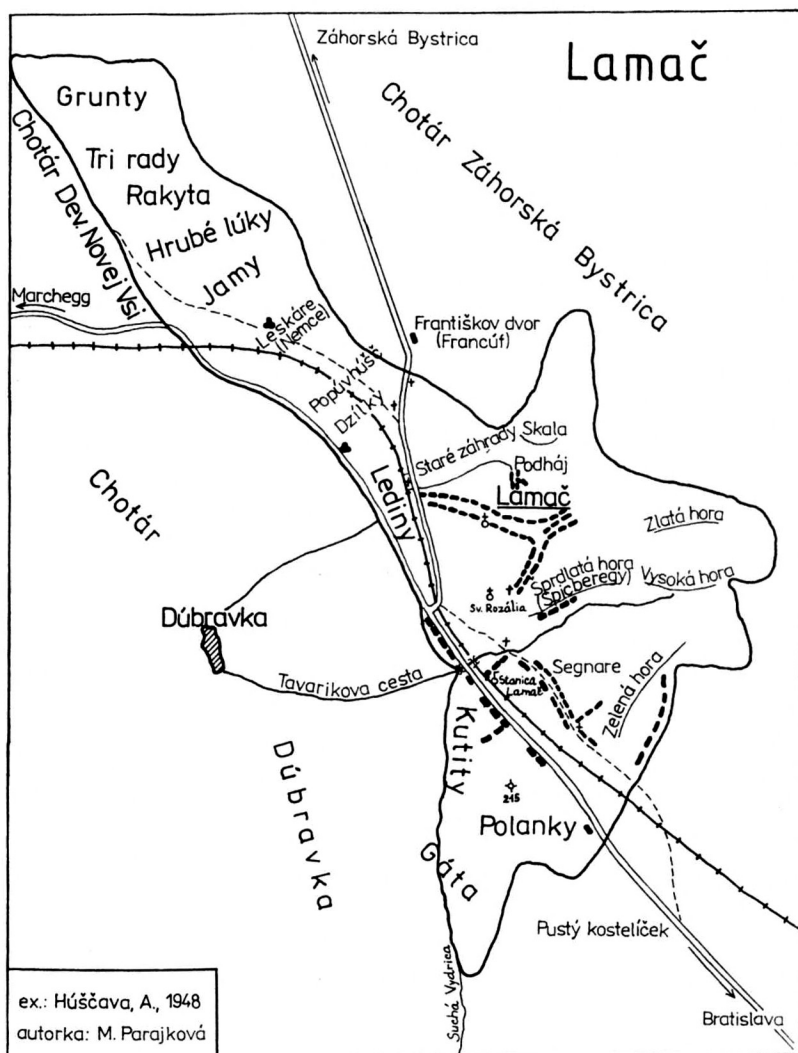 Lamač
Záhorská Bystrica
Grunty
Chotár Záhorská Bystrica
Chotár Dev. Novej Vsi
Tri rady
Rakyta
Hrubé lúky
Jamy
Marchegg
Leskáre
(Nemce)
Františkov dvor
(Francúf)
Popúvhúšč
Dzílky
Staré záhrady
Skala
Podháj
Lediny
Lamač
Zlatá hora
Chotár
Sprdlatá hora
(Špicberegy)
Vysoká hora
Sv. Rozália
Dúbravka
Segnare
Stanica
Lamač
Tavarikova cesta
Zelená hora
Kutity
Dúbravka
215
Polanky
Gáta
Pustý kostelíček
Suchá Vydrica
Bratislava
ex.: Húščava, A., 1948
autorka: M. Parajková